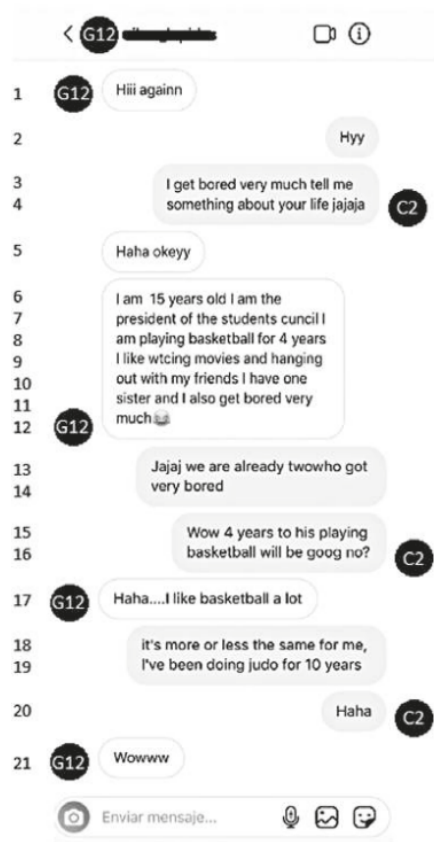 G12
1 G12 Hiii againn
2 Hyy
3 I get bored very much tell me
4 something about your life jajaja C2
5 Haha okeyy
6 I am 15 years old I am the
7 president of the students cuncil I
8 am playing basketball for 4 years
9 I like wtcing movies and hanging
10 out with my friends I have one
11 sister and I also get bored very
12 G12 much😂
13 Jajaj we are already twowho got
14 very bored
15 Wow 4 years to his playing
16 basketball will be goog no? C2
17 G12 Haha....I like basketball a lot
18 it's more or less the same for me,
19 I've been doing judo for 10 years
20 Haha C2
21 G12 Wowww
Enviar mensaje...